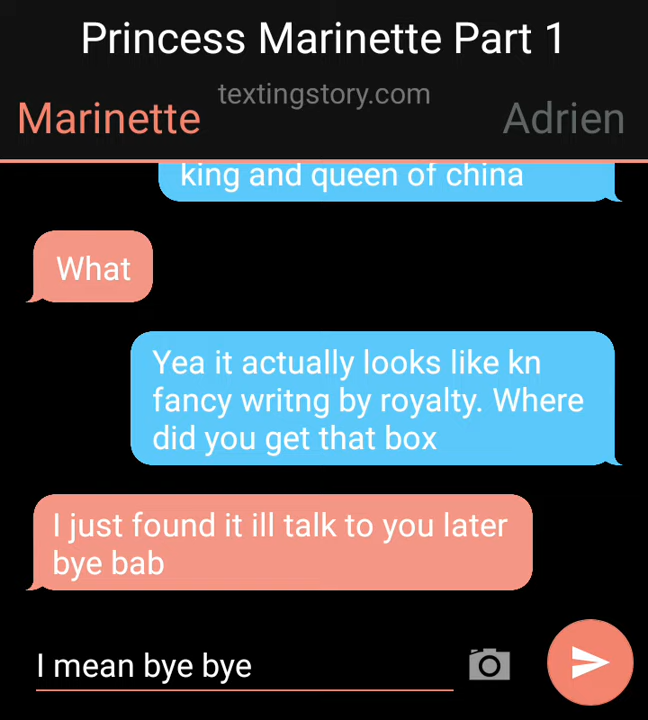 Princess Marinette Part 1
textingstory.com
Marinette
Adrien
king and queen of china
What
Yea it actually looks like kn
fancy writng by royalty. Where
did you get that box
I just found it ill talk to you later
bye bab
I mean bye bye